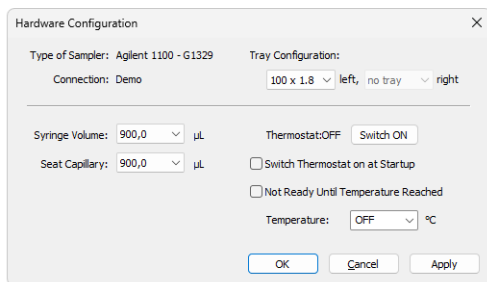 Hardware Configuration
Type of Sampler: Agilent 1100 - G1329
Tray Configuration:
Connection: Demo
100 x 1.8 left, no tray right
Syringe Volume: 900,0 µL
Thermostat:OFF Switch ON
Seat Capillary: 900,0 µL
Switch Thermostat on at Startup
Not Ready Until Temperature Reached
Temperature: OFF ºC
OK Cancel Apply